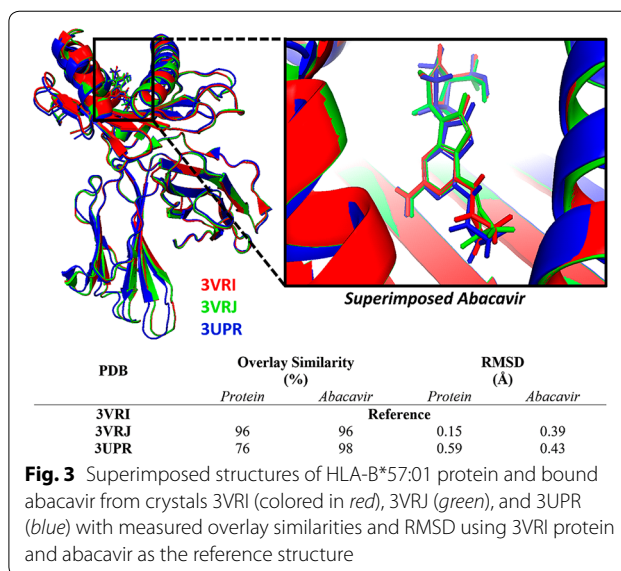 3VRI
3VRJ
3UPR
Superimposed Abacavir
PDB Overlay Similarity (%) RMSD (Å)
Protein Abacavir Protein Abacavir
3VRI Reference
3VRJ 96 96 0.15 0.39
3UPR 76 98 0.59 0.43
Fig. 3 Superimposed structures of HLA-B*57:01 protein and bound
abacavir from crystals 3VRI (colored in red), 3VRJ (green), and 3UPR
(blue) with measured overlay similarities and RMSD using 3VRI protein
and abacavir as the reference structure